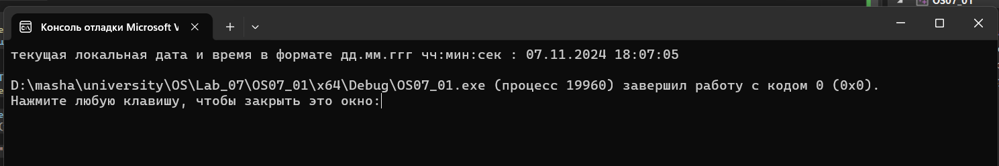 OS07_01
Консоль отладки Microsoft V
текущая локальная дата и время в формате дд.мм.ггг чч:мин:сек : 07.11.2024 18:07:05
D:\masha\university\OS\Lab_07\OS07_01\x64\Debug\OS07_01.exe (процесс 19960) завершил работу с кодом 0 (0x0).
Нажмите любую клавишу, чтобы закрыть это окно: